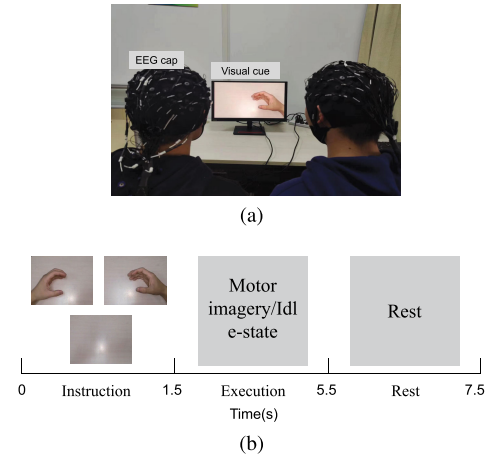 EEG cap
Visual cue
(a)
Motor
imagery/Idl
e-state
Rest
0
Instruction
1.5
Execution
5.5
Rest
7.5
Time(s)
(b)